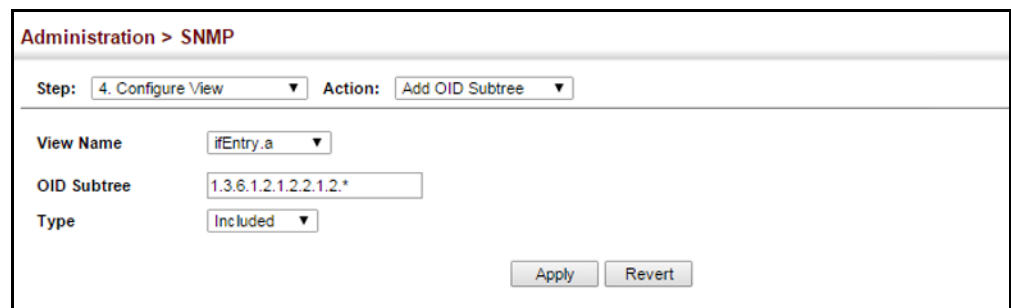 Administration > SNMP
Step: 4. Configure View Action: Add OID Subtree
View Name ifEntry.a
OID Subtree 1.3.6.1.2.1.2.2.1.2.*
Type Included
Apply Revert